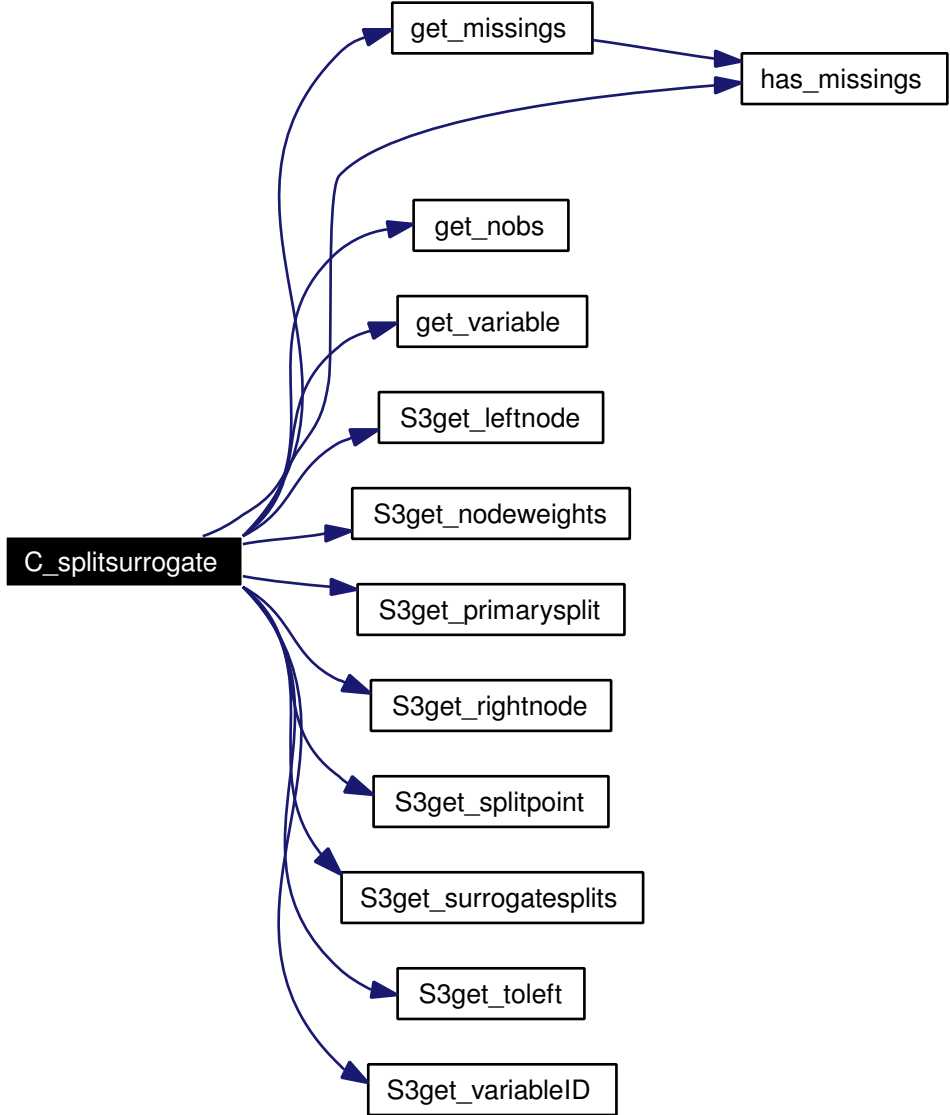 get_missings
has_missings
get_nobs
get_variable
S3get_leftnode
S3get_nodeweights
C_splitsurrogate
S3get_primarysplit
S3get_rightnode
S3get_splitpoint
S3get_surrogatesplits
S3get_toleft
S3get_variableID